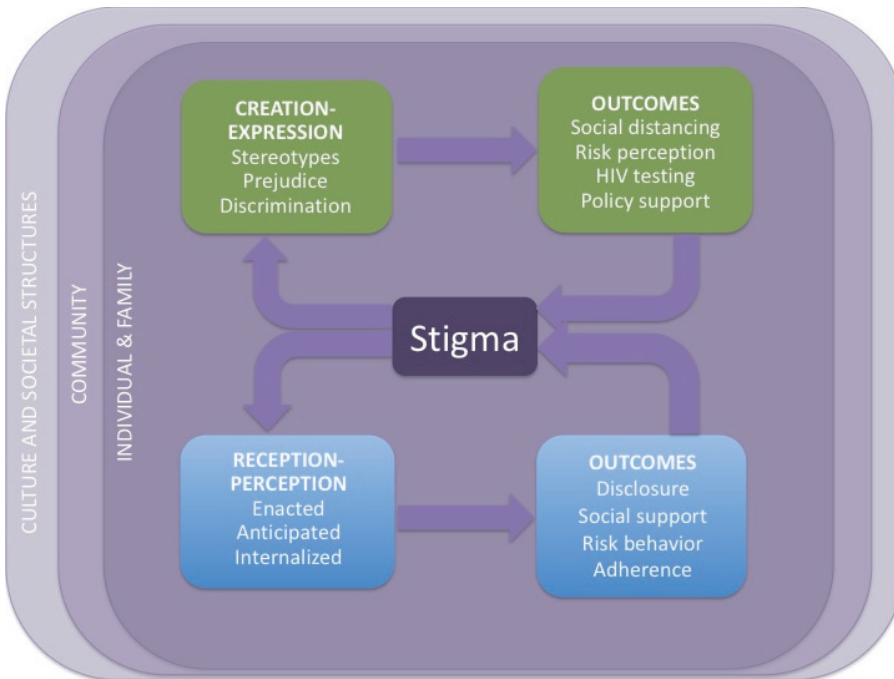 CULTURE AND SOCIETAL STRUCTURES
COMMUNITY
INDIVIDUAL & FAMILY
CREATION-
EXPRESSION
Stereotypes
Prejudice
Discrimination
OUTCOMES
Social distancing
Risk perception
HIV testing
Policy support
Stigma
RECEPTION-
PERCEPTION
Enacted
Anticipated
Internalized
OUTCOMES
Disclosure
Social support
Risk behavior
Adherence